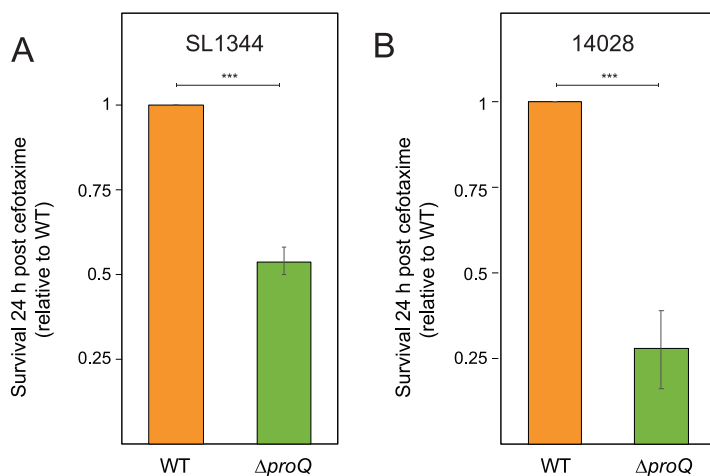 A
SL1344
***
1
0.75
0.5
0.25
Survival 24 h post cefotaxime
(relative to WT)
WT
ΔproQ
B
14028
***
1
0.75
0.5
0.25
Survival 24 h post cefotaxime
(relative to WT)
WT
ΔproQ